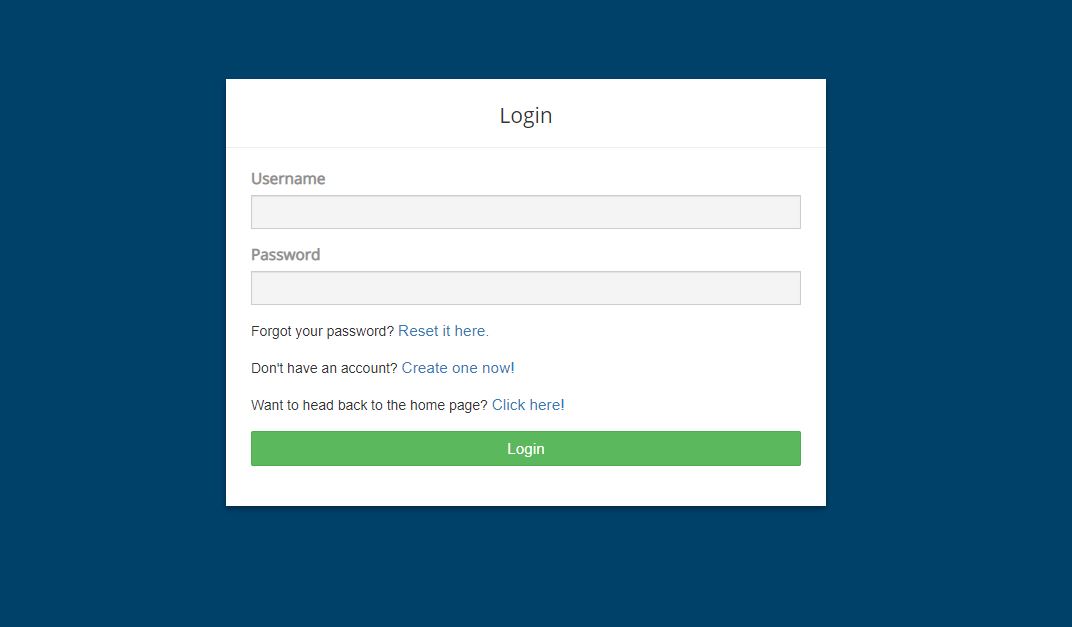 Login
Username
Password
Forgot your password? Reset it here.
Don't have an account? Create one now!
Want to head back to the home page? Click here!
Login